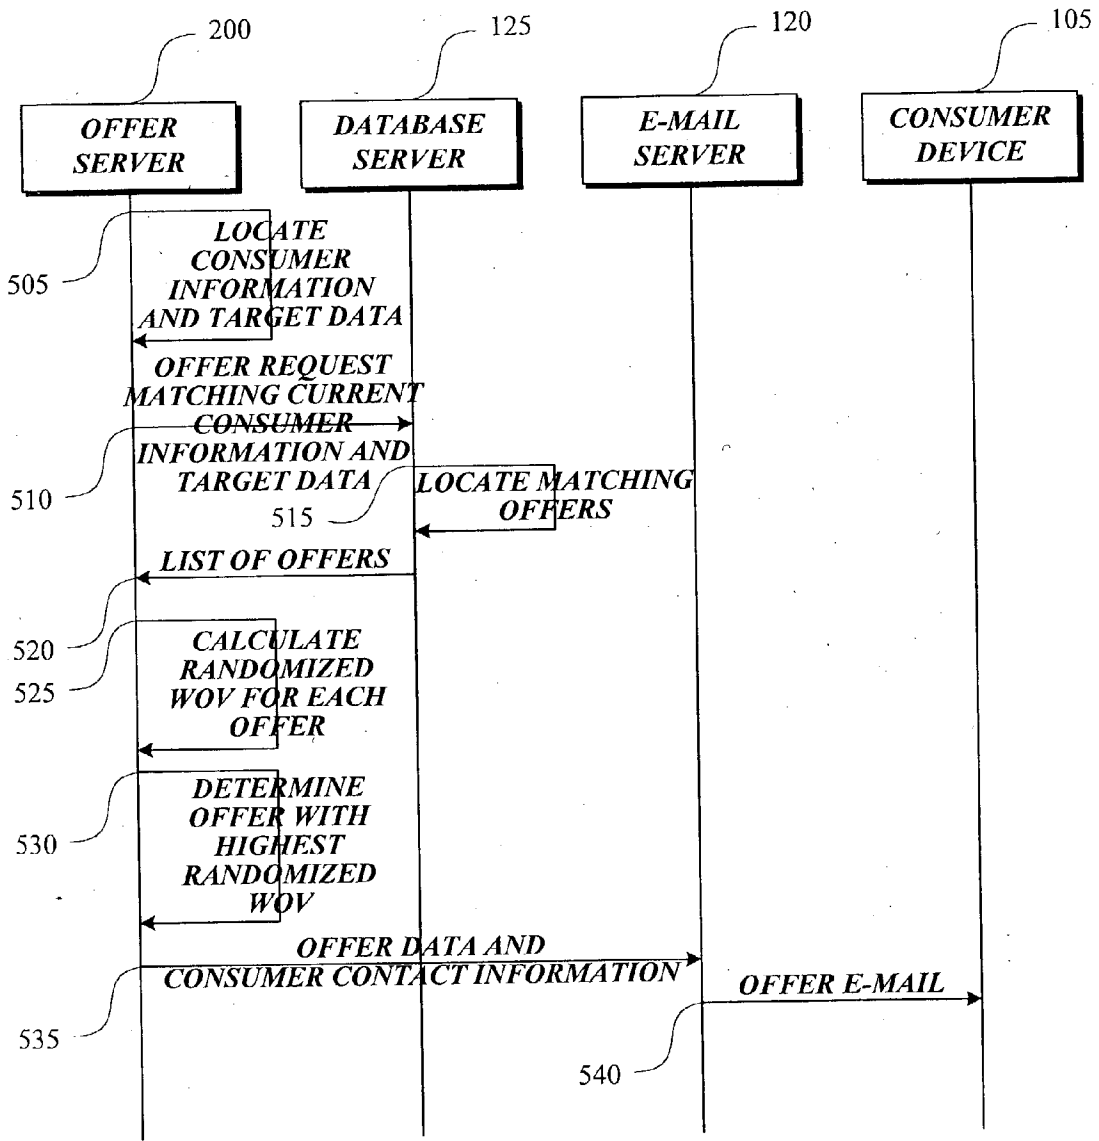 200
125
120
105
OFFER
SERVER
DATABASE
SERVER
E-MAIL
SERVER
CONSUMER
DEVICE
LOCATE
CONSUMER
INFORMATION
AND TARGET DATA
505
OFFER REQUEST
MATCHING CURRENT
CONSUMER
INFORMATION AND
TARGET DATA
510
LOCATE MATCHING
OFFERS
515
LIST OF OFFERS
520
CALCULATE
RANDOMIZED
WOV FOR EACH
OFFER
525
DETERMINE
OFFER WITH
HIGHEST
RANDOMIZED
WOV
530
OFFER DATA AND
CONSUMER CONTACT INFORMATION
535
OFFER E-MAIL
540